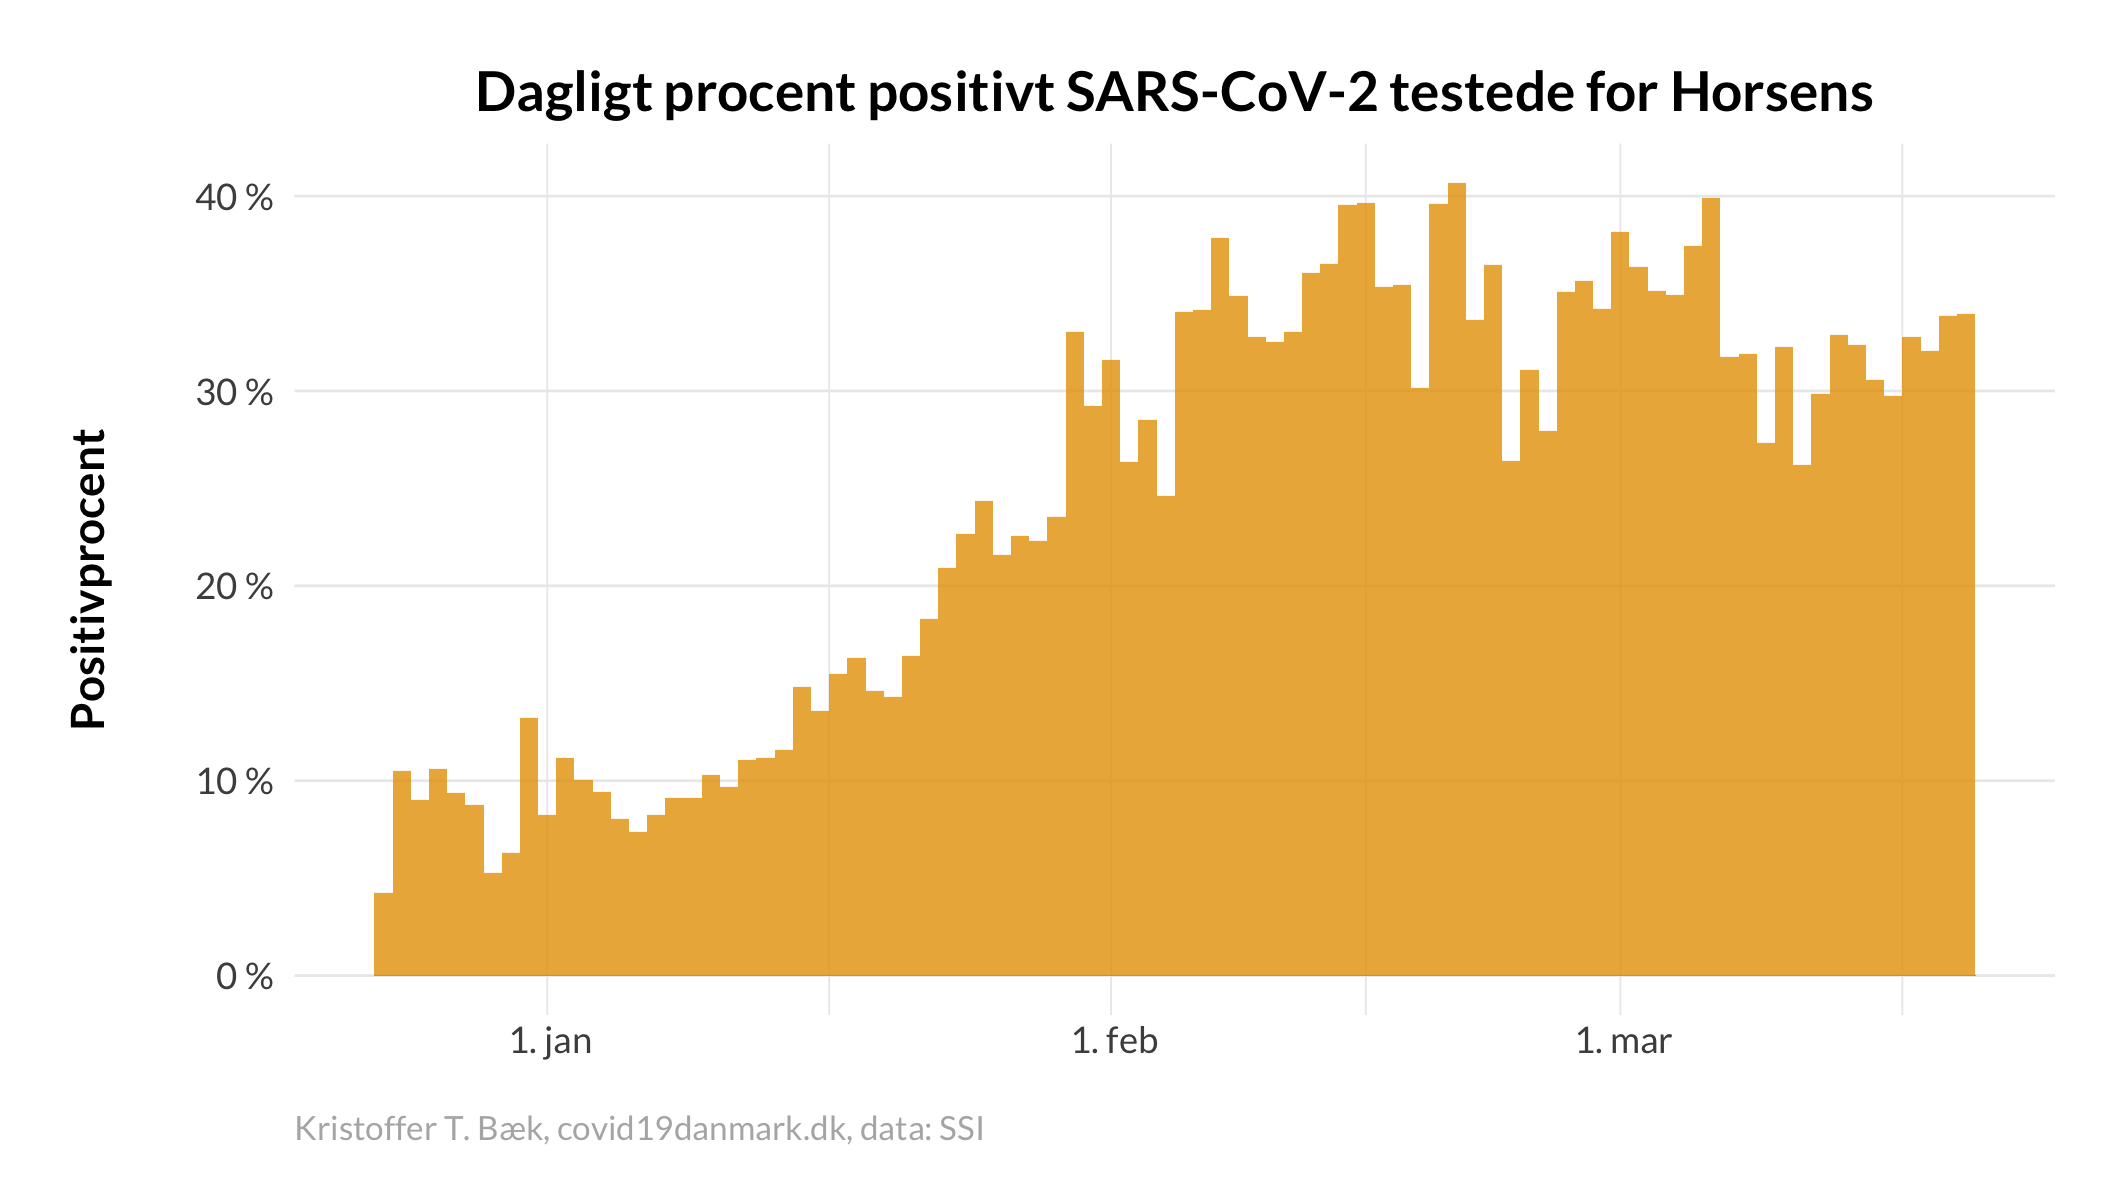 Dagligt procent positivt SARS-CoV-2 testede for Horsens
Positivprocent
40 %
30 %
20 %
10 %
0 %
1. jan
1. feb
1. mar
Kristoffer T. Bæk, covid19danmark.dk, data: SSI